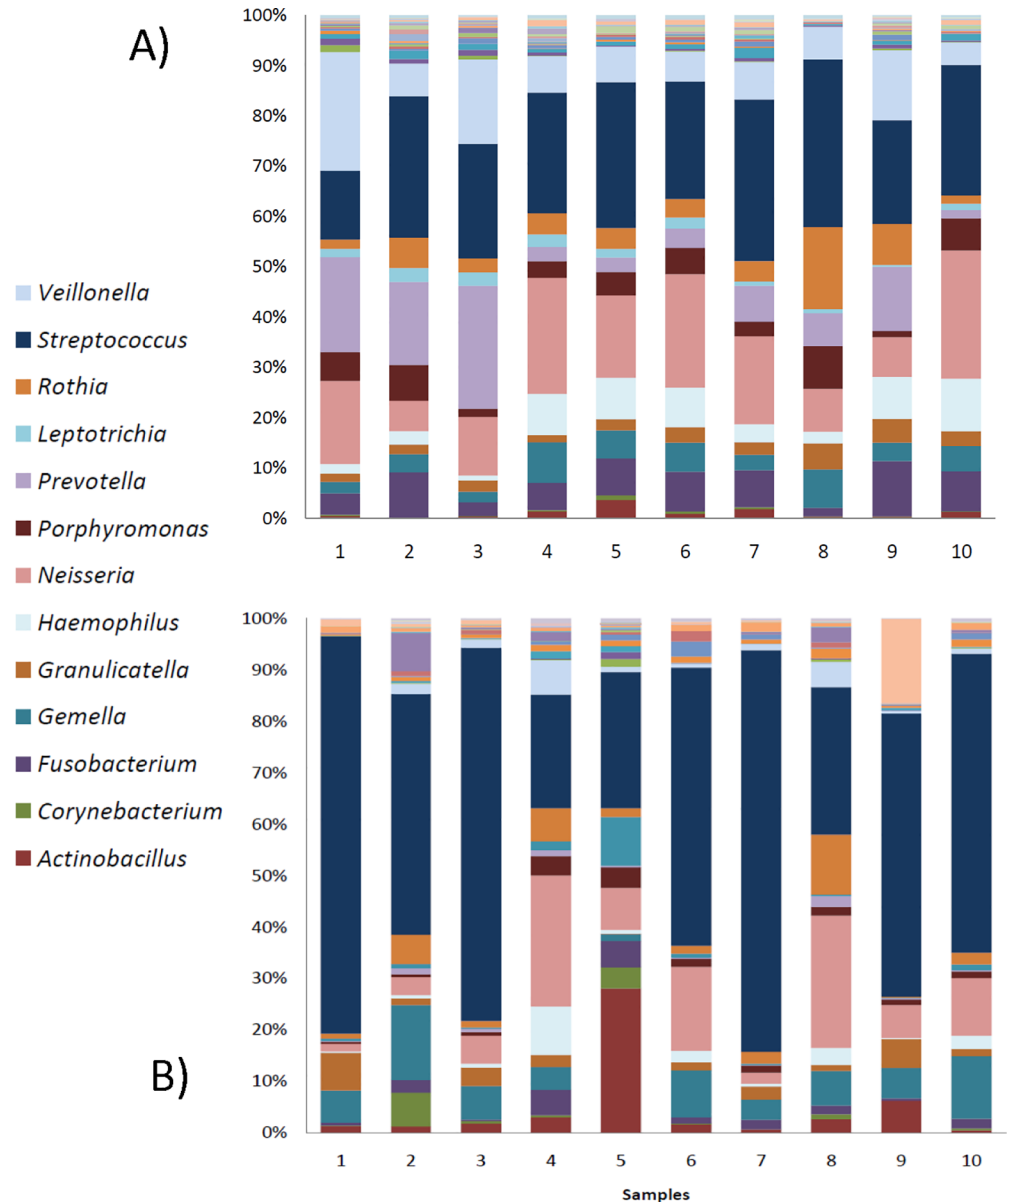 A)
100%
90%
80%
70%
60%
50%
40%
30%
20%
10%
0%
1 2 3 4 5 6 7 8 9 10
Veillonella
Streptococcus
Rothia
Leptotrichia
Prevotella
Porphyromonas
Neisseria
Haemophilus
Granulicatella
Gemella
Fusobacterium
Corynebacterium
Actinobacillus
B)
100%
90%
80%
70%
60%
50%
40%
30%
20%
10%
0%
1 2 3 4 5 6 7 8 9 10
Samples